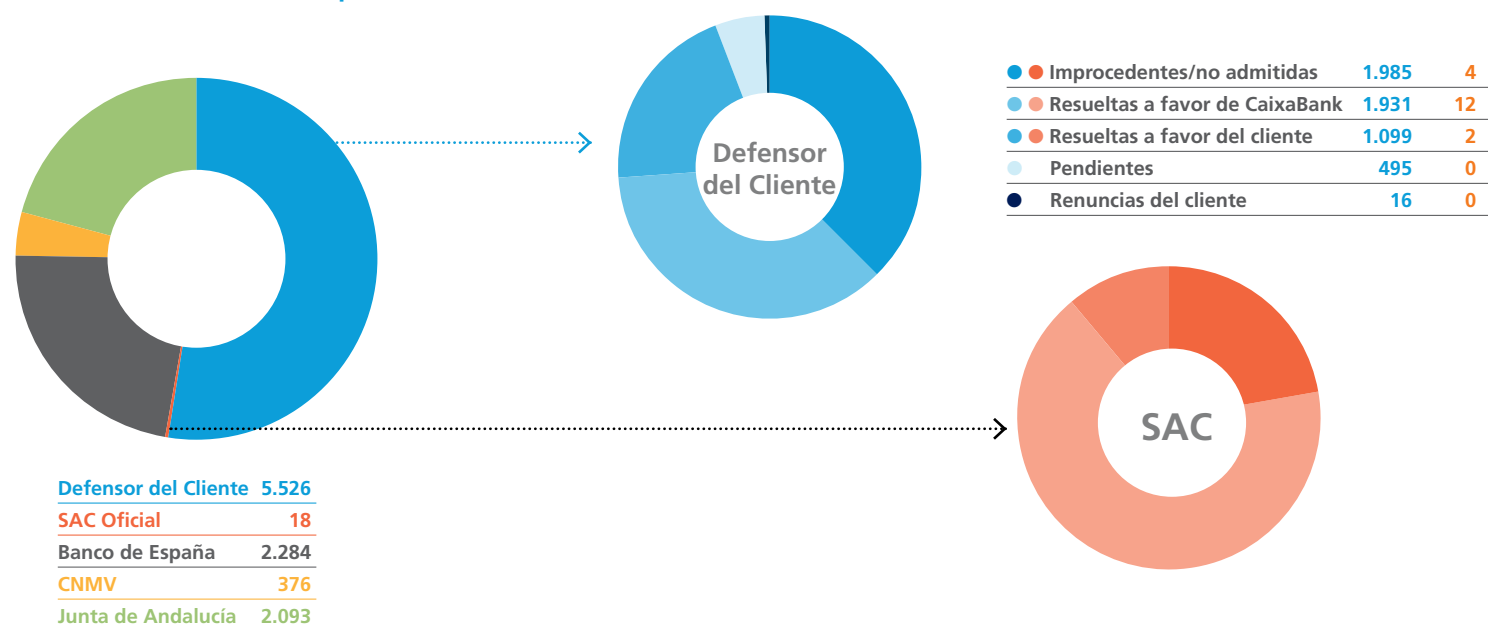 Defensor
del Cliente
Improcedentes/no admitidas 1.985 4
Resueltas a favor de CaixaBank 1.931 12
Resueltas a favor del cliente 1.099 2
Pendientes 495 0
Renuncias del cliente 16 0
SAC
Defensor del Cliente 5.526
SAC Oficial 18
Banco de España 2.284
CNMV 376
Junta de Andalucía 2.093